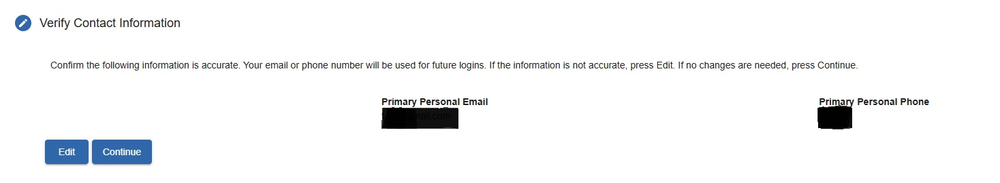 Verify Contact Information
Confirm the following information is accurate. Your email or phone number will be used for future logins. If the information is not accurate, press Edit. If no changes are needed, press Continue.
Primary Personal Email
Primary Personal Phone
Edit
Continue